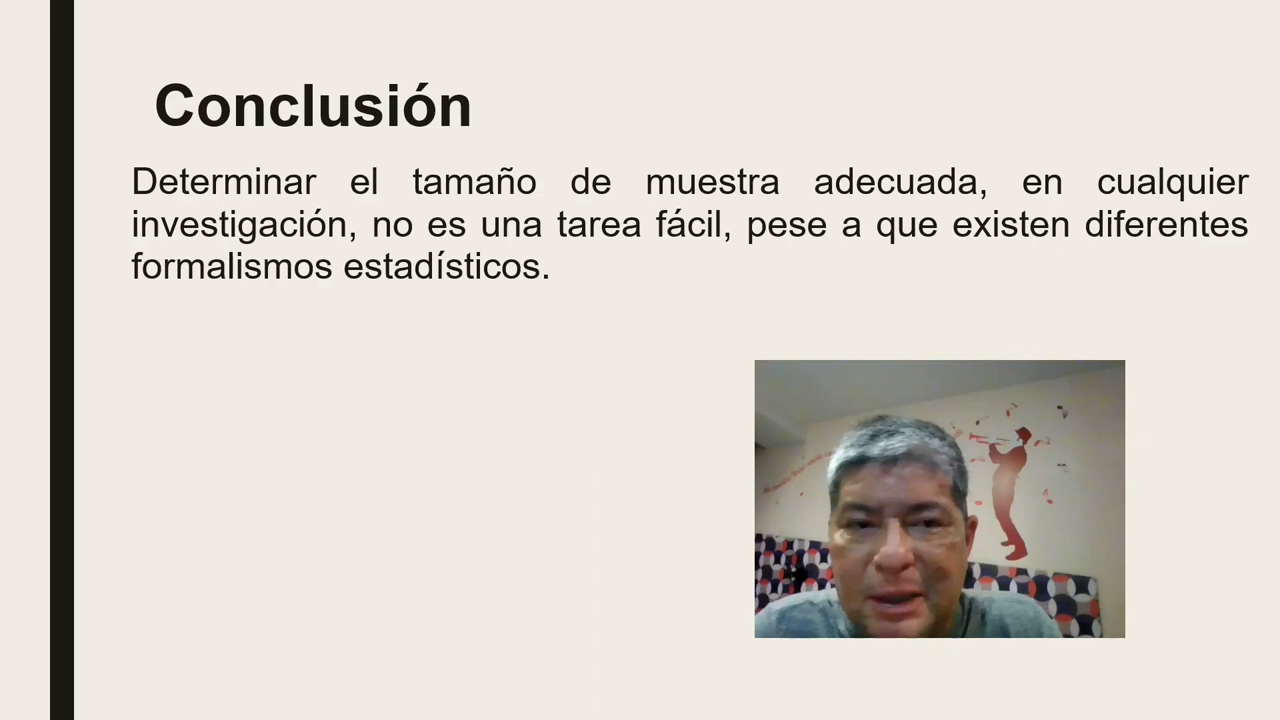 Conclusión
Determinar el tamaño de muestra adecuada, en cualquier
investigación, no es una tarea fácil, pese a que existen diferentes
formalismos estadísticos.